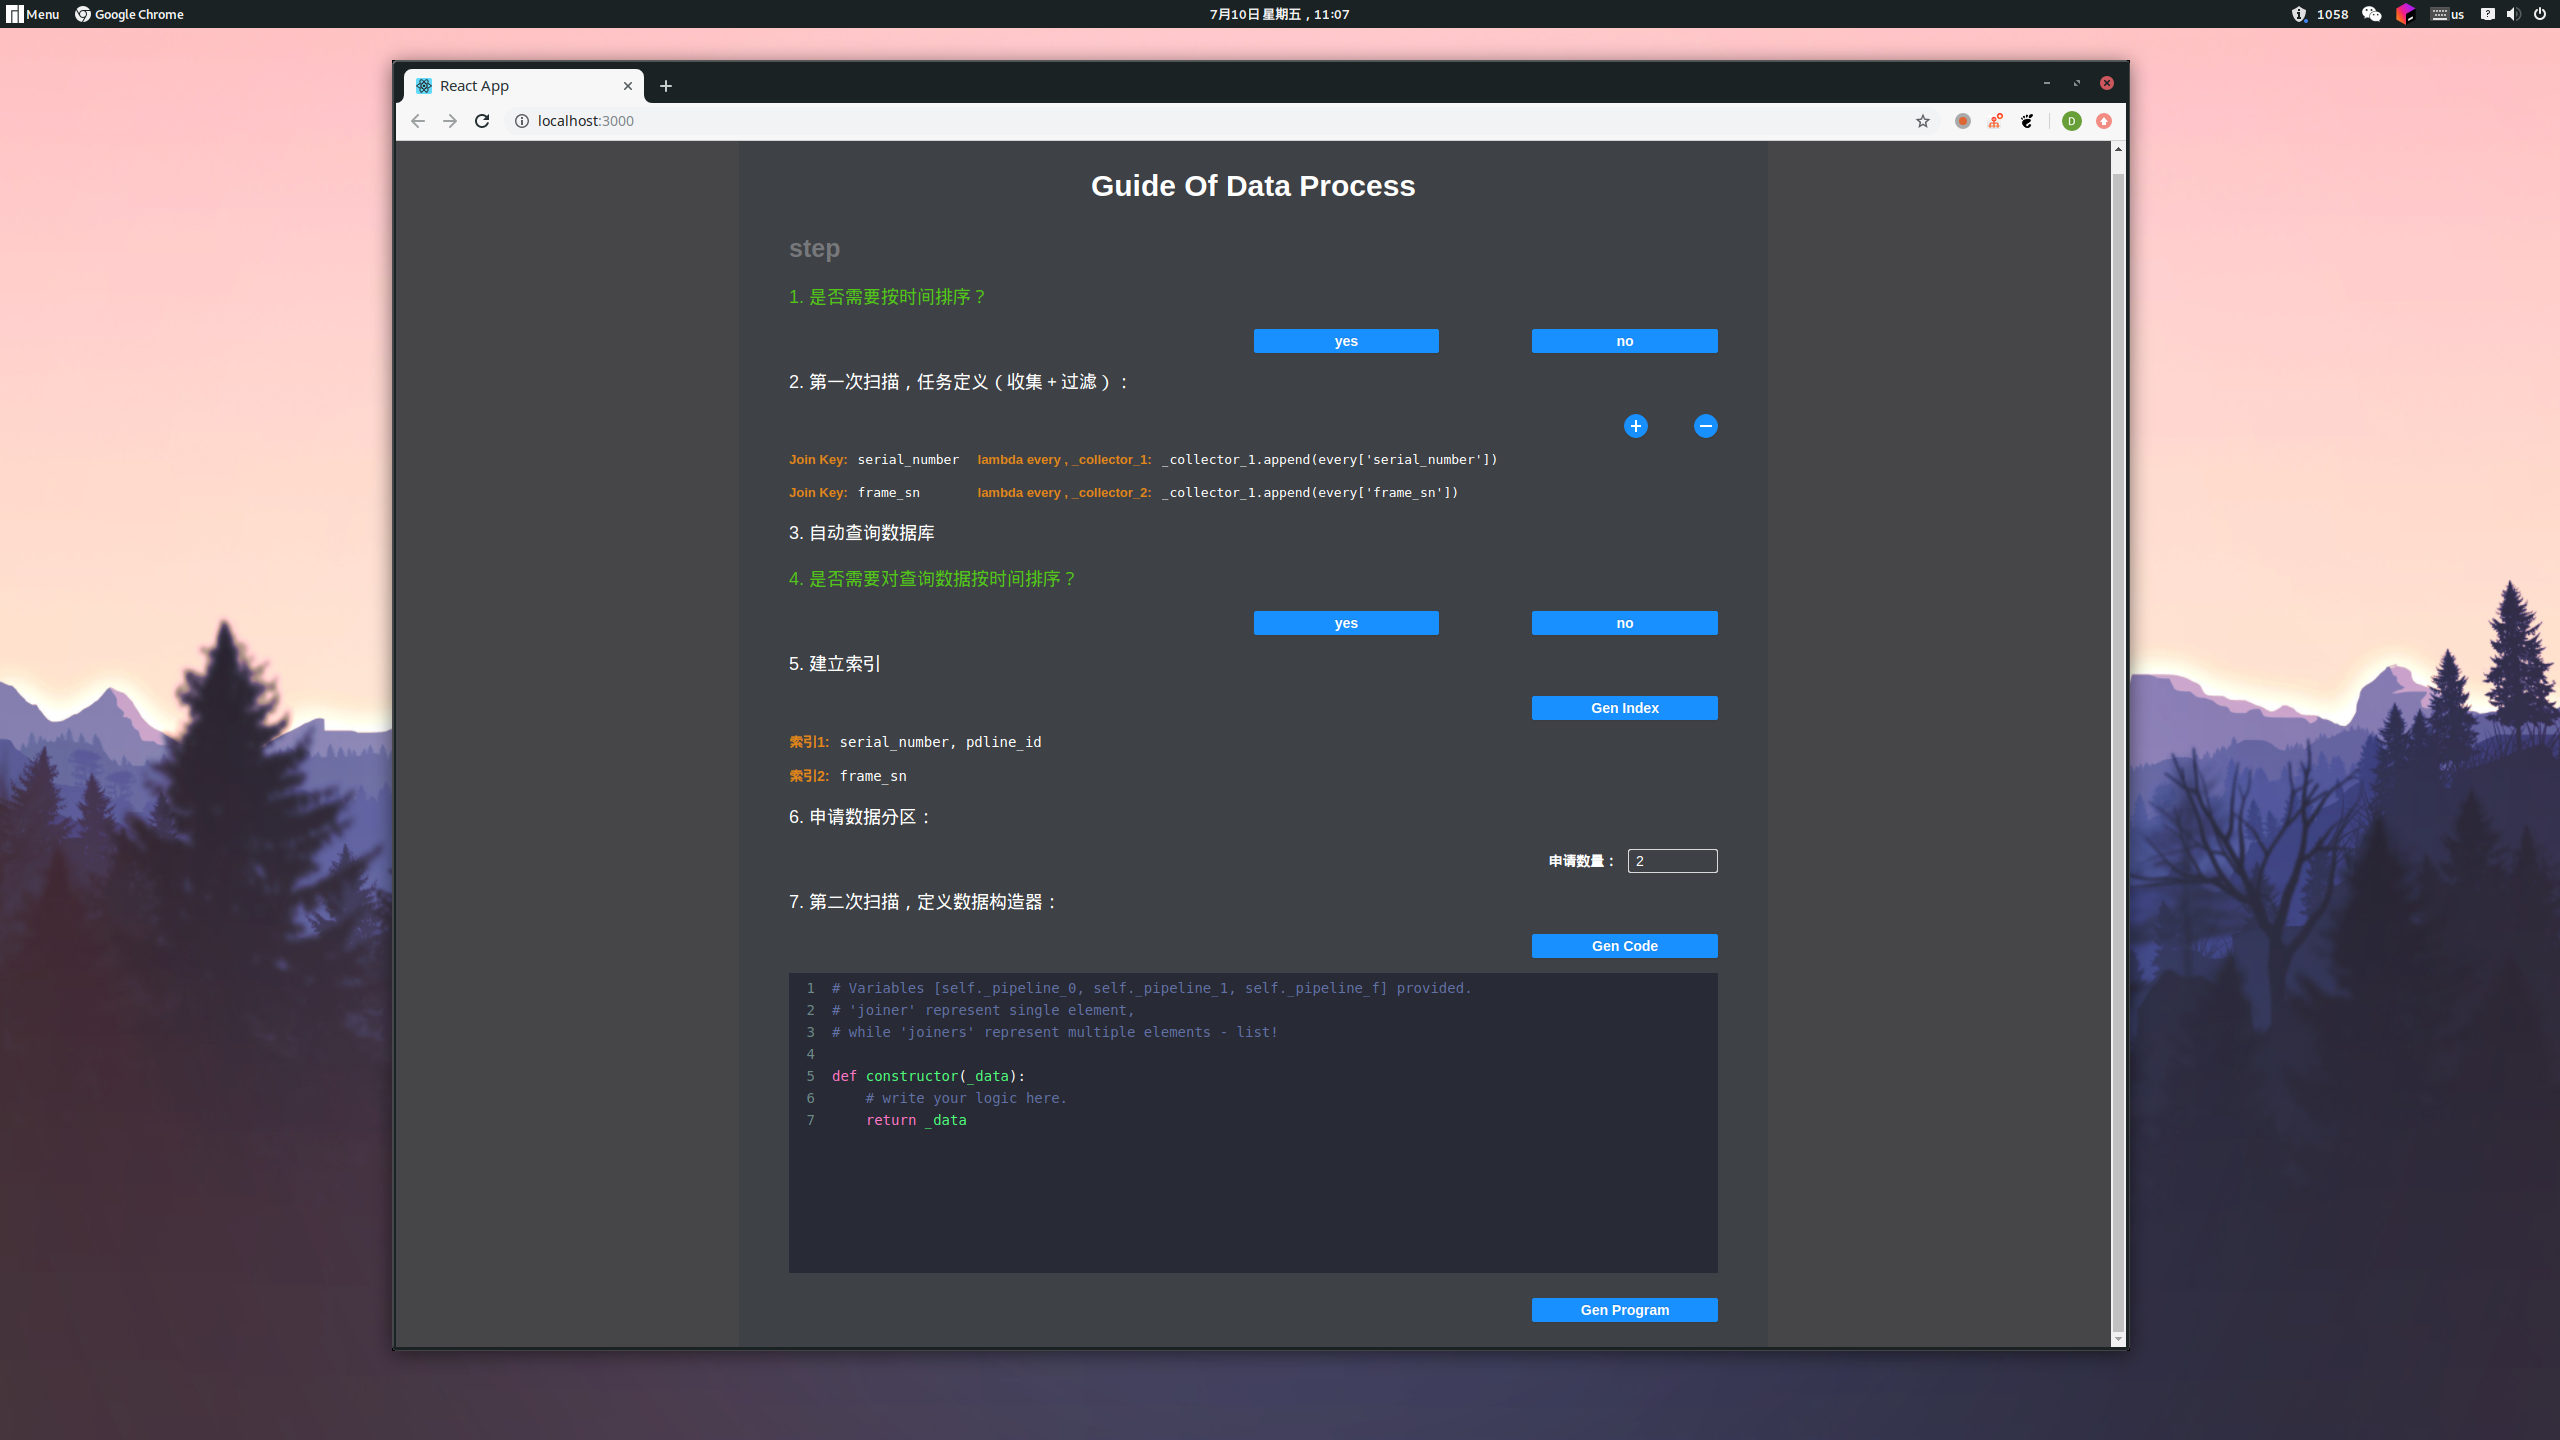 Menu Google Chrome 7月10日 星期五，11:07 1058 us
React App
localhost:3000 D
Guide Of Data Process
step
1. 是否需要按时间排序？
yes no
2. 第一次扫描，任务定义（收集 + 过滤）：
Join Key: serial_number lambda every , _collector_1: _collector_1.append(every['serial_number'])
Join Key: frame_sn lambda every , _collector_2: _collector_1.append(every['frame_sn'])
3. 自动查询数据库
4. 是否需要对查询数据按时间排序？
yes no
5. 建立索引
Gen Index
索引1: serial_number, pdline_id
索引2: frame_sn
6. 申请数据分区：
申请数量： 2
7. 第二次扫描，定义数据构造器：
Gen Code
1 # Variables [self._pipeline_0, self._pipeline_1, self._pipeline_f] provided.
2 # 'joiner' represent single element,
3 # while 'joiners' represent multiple elements - list!
4
5 def constructor(_data):
6 # write your logic here.
7 return _data
Gen Program